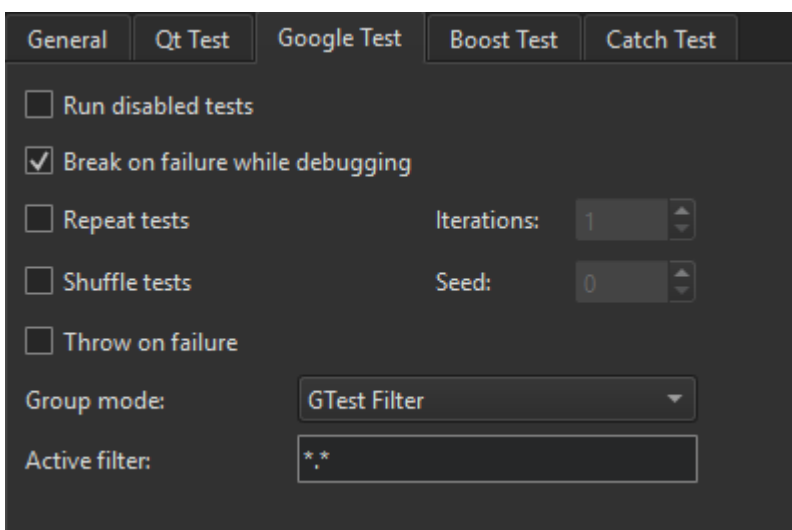 General Qt Test Google Test Boost Test Catch Test
Run disabled tests
Break on failure while debugging
Repeat tests Iterations: 1
Shuffle tests Seed: 0
Throw on failure
Group mode: GTest Filter
Active filter: *.*